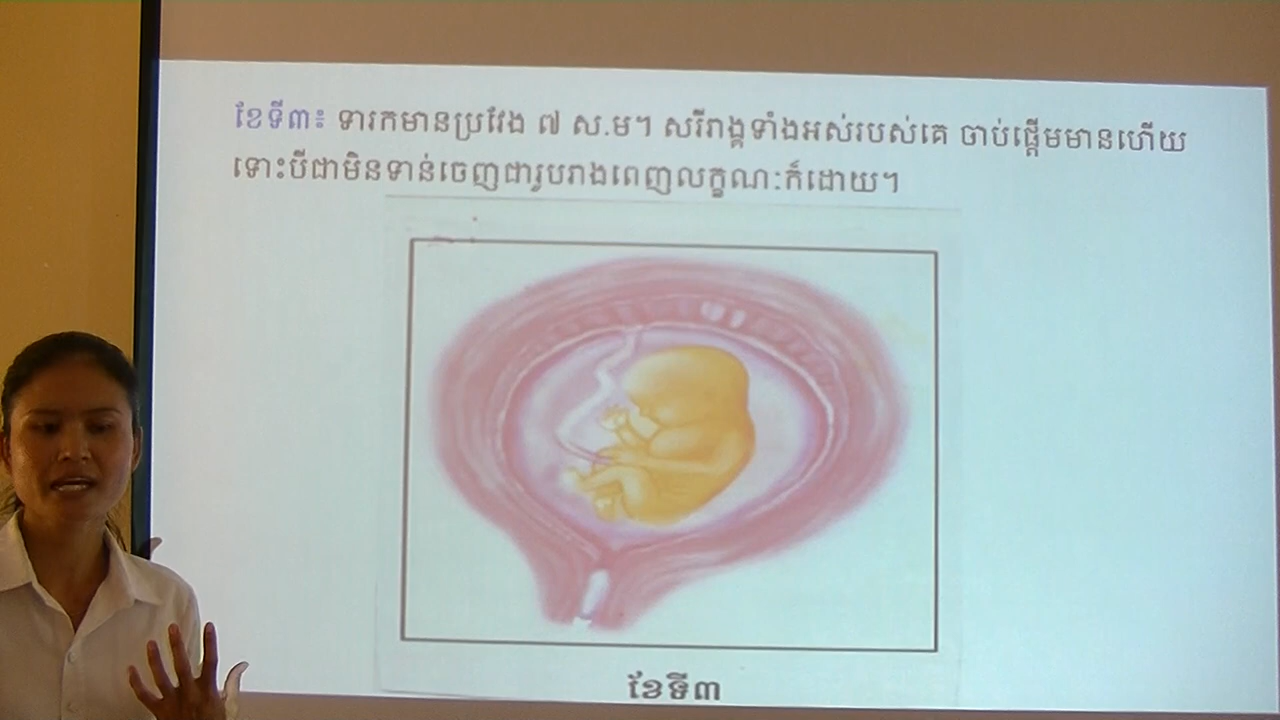 ខែទី៣៖ ទារកមានប្រវែង ៧ ស.ម។ សរីរាង្គទាំងអស់របស់គេ ចាប់ផ្តើមមានហើយ
ទោះបីជាមិនទាន់ចេញជារូបរាងពេញលក្ខណៈក៏ដោយ។
ខែទី៣